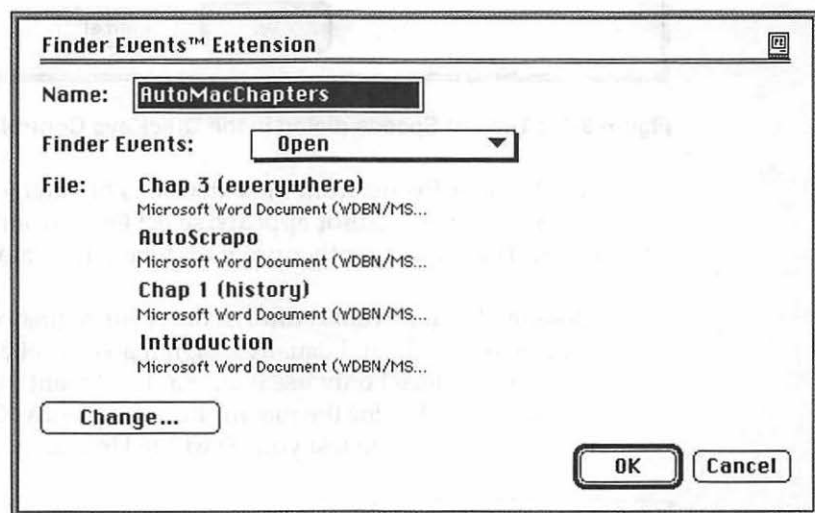 Finder Events™ Extension
Name: AutoMacChapters
Finder Events: Open
File: Chap 3 (everywhere)
Microsoft Word Document (WDBN/MS...
AutoScrapo
Microsoft Word Document (WDBN/MS...
Chap 1 (history)
Microsoft Word Document (WDBN/MS...
Introduction
Microsoft Word Document (WDBN/MS...
Change...
OK Cancel